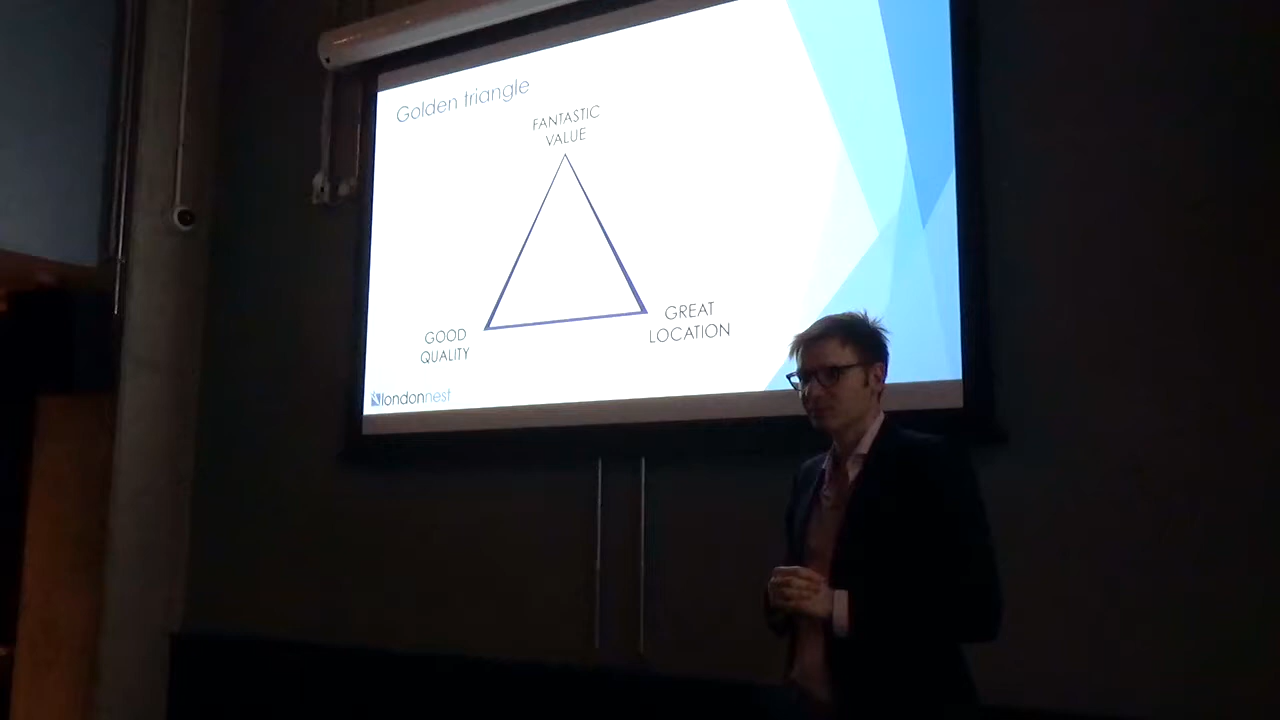 Golden triangle
FANTASTIC
VALUE
GOOD
QUALITY
GREAT
LOCATION
londonnest